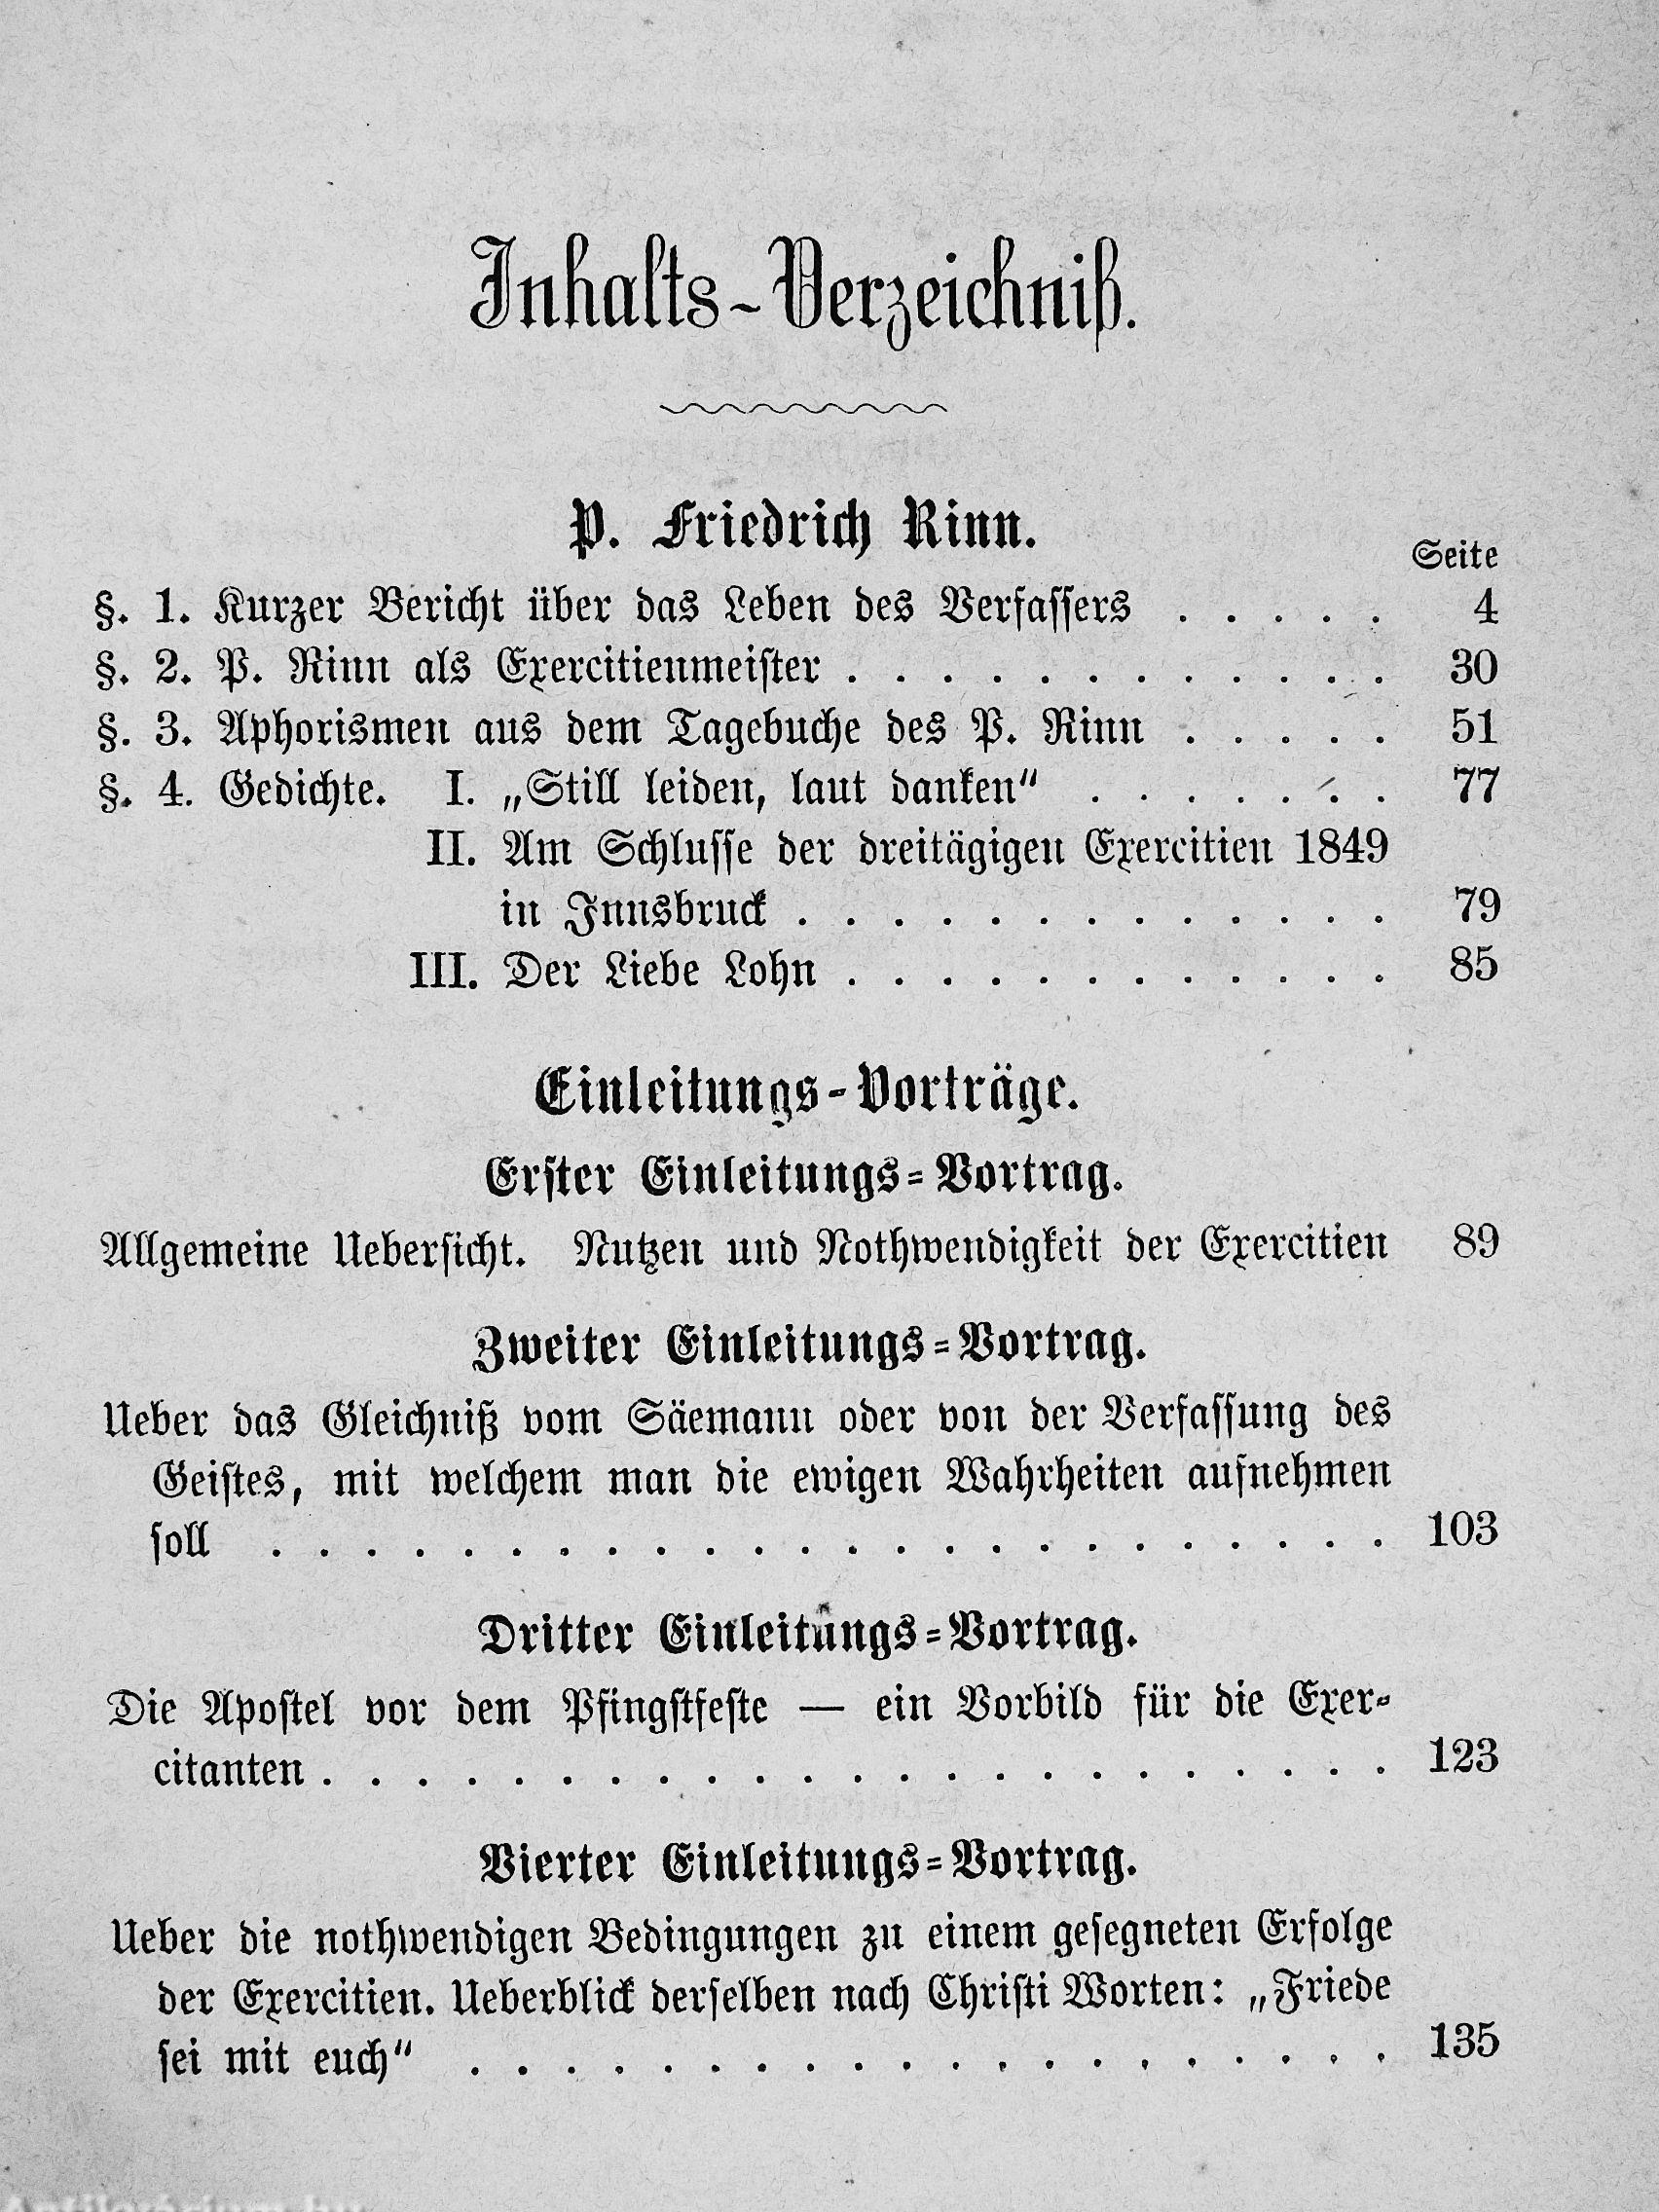 Inhalts-Verzeichniß.
P. Friedrich Rinn.
Seite
§. 1. Kurzer Bericht über das Leben des Verfassers . . . . . 4
§. 2. P. Rinn als Exercitienmeister . . . . . . . . . . . . 30
§. 3. Aphorismen aus dem Tagebuche des P. Rinn . . . . . 51
§. 4. Gedichte. I. „Still leiden, laut danken“ . . . . . . . 77
II. Am Schlusse der dreitägigen Exercitien 1849
in Innsbruck . . . . . . . . . . . . . 79
III. Der Liebe Lohn . . . . . . . . . . . . 85
Einleitungs-Vorträge.
Erster Einleitungs-Vortrag.
Allgemeine Uebersicht. Nutzen und Nothwendigkeit der Exercitien 89
Zweiter Einleitungs-Vortrag.
Ueber das Gleichniß vom Säemann oder von der Verfassung des
Geistes, mit welchem man die ewigen Wahrheiten aufnehmen
soll . . . . . . . . . . . . . . . . . . . . . . . . 103
Dritter Einleitungs-Vortrag.
Die Apostel vor dem Pfingstfeste — ein Vorbild für die Exer-
citanten . . . . . . . . . . . . . . . . . . . . . . . 123
Vierter Einleitungs-Vortrag.
Ueber die nothwendigen Bedingungen zu einem gesegneten Erfolge
der Exercitien. Ueberblick derselben nach Christi Worten: „Friede
sei mit euch“ . . . . . . . . . . . . . . . . . . . . 135